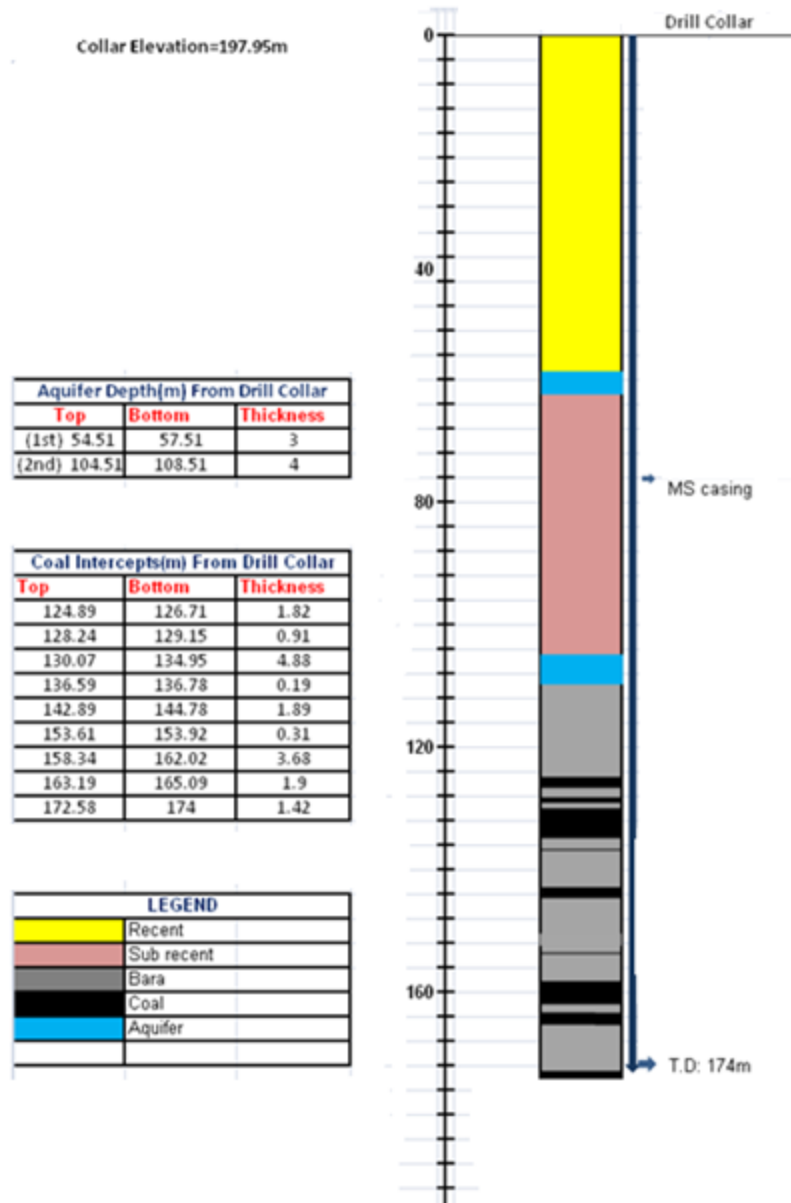 Drill Collar
Collar Elevation=197.95m
0
40
Aquifer Depth(m) From Drill Collar
Top Bottom Thickness
(1st) 54.51 57.51 3
(2nd) 104.51 108.51 4
MS casing
80
Coal Intercepts(m) From Drill Collar
Top Bottom Thickness
124.89 126.71 1.82
128.24 129.15 0.91
130.07 134.95 4.88
136.59 136.78 0.19
142.89 144.78 1.89
153.61 153.92 0.31
158.34 162.02 3.68
163.19 165.09 1.9
172.58 174 1.42
120
LEGEND
Recent
Sub recent
Bara
Coal
Aquifer
160
T.D: 174m